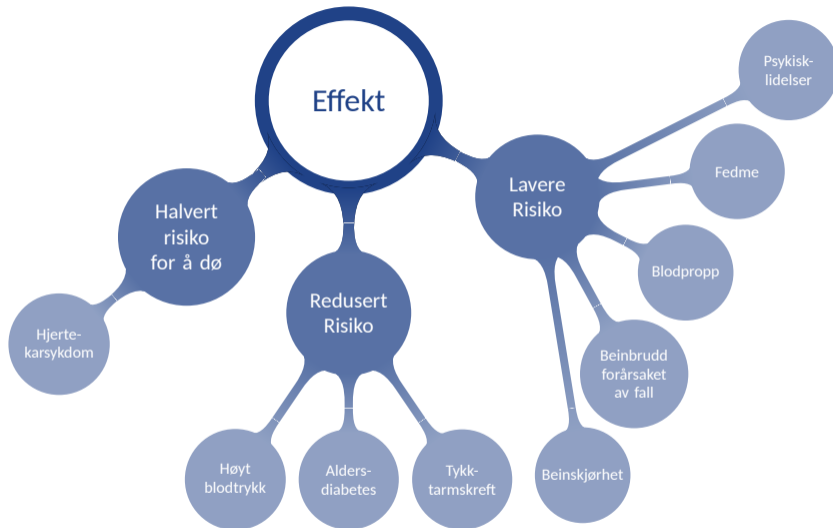 Effekt
Halvert
risiko
for å dø
Hjerte-
karsykdom
Redusert
Risiko
Høyt
blodtrykk
Alders-
diabetes
Tykk-
tarmskreft
Lavere
Risiko
Psykisk-
lidelser
Fedme
Blodpropp
Beinbrudd
forårsaket
av fall
Beinskjørhet